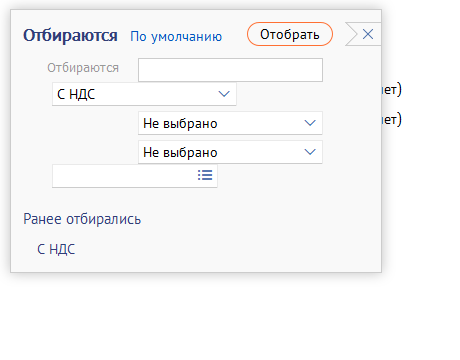 Отбираются По умолчанию Отобрать
Отбираются
С НДС
нет)
Не выбрано
нет)
Не выбрано
Ранее отбирались
С НДС